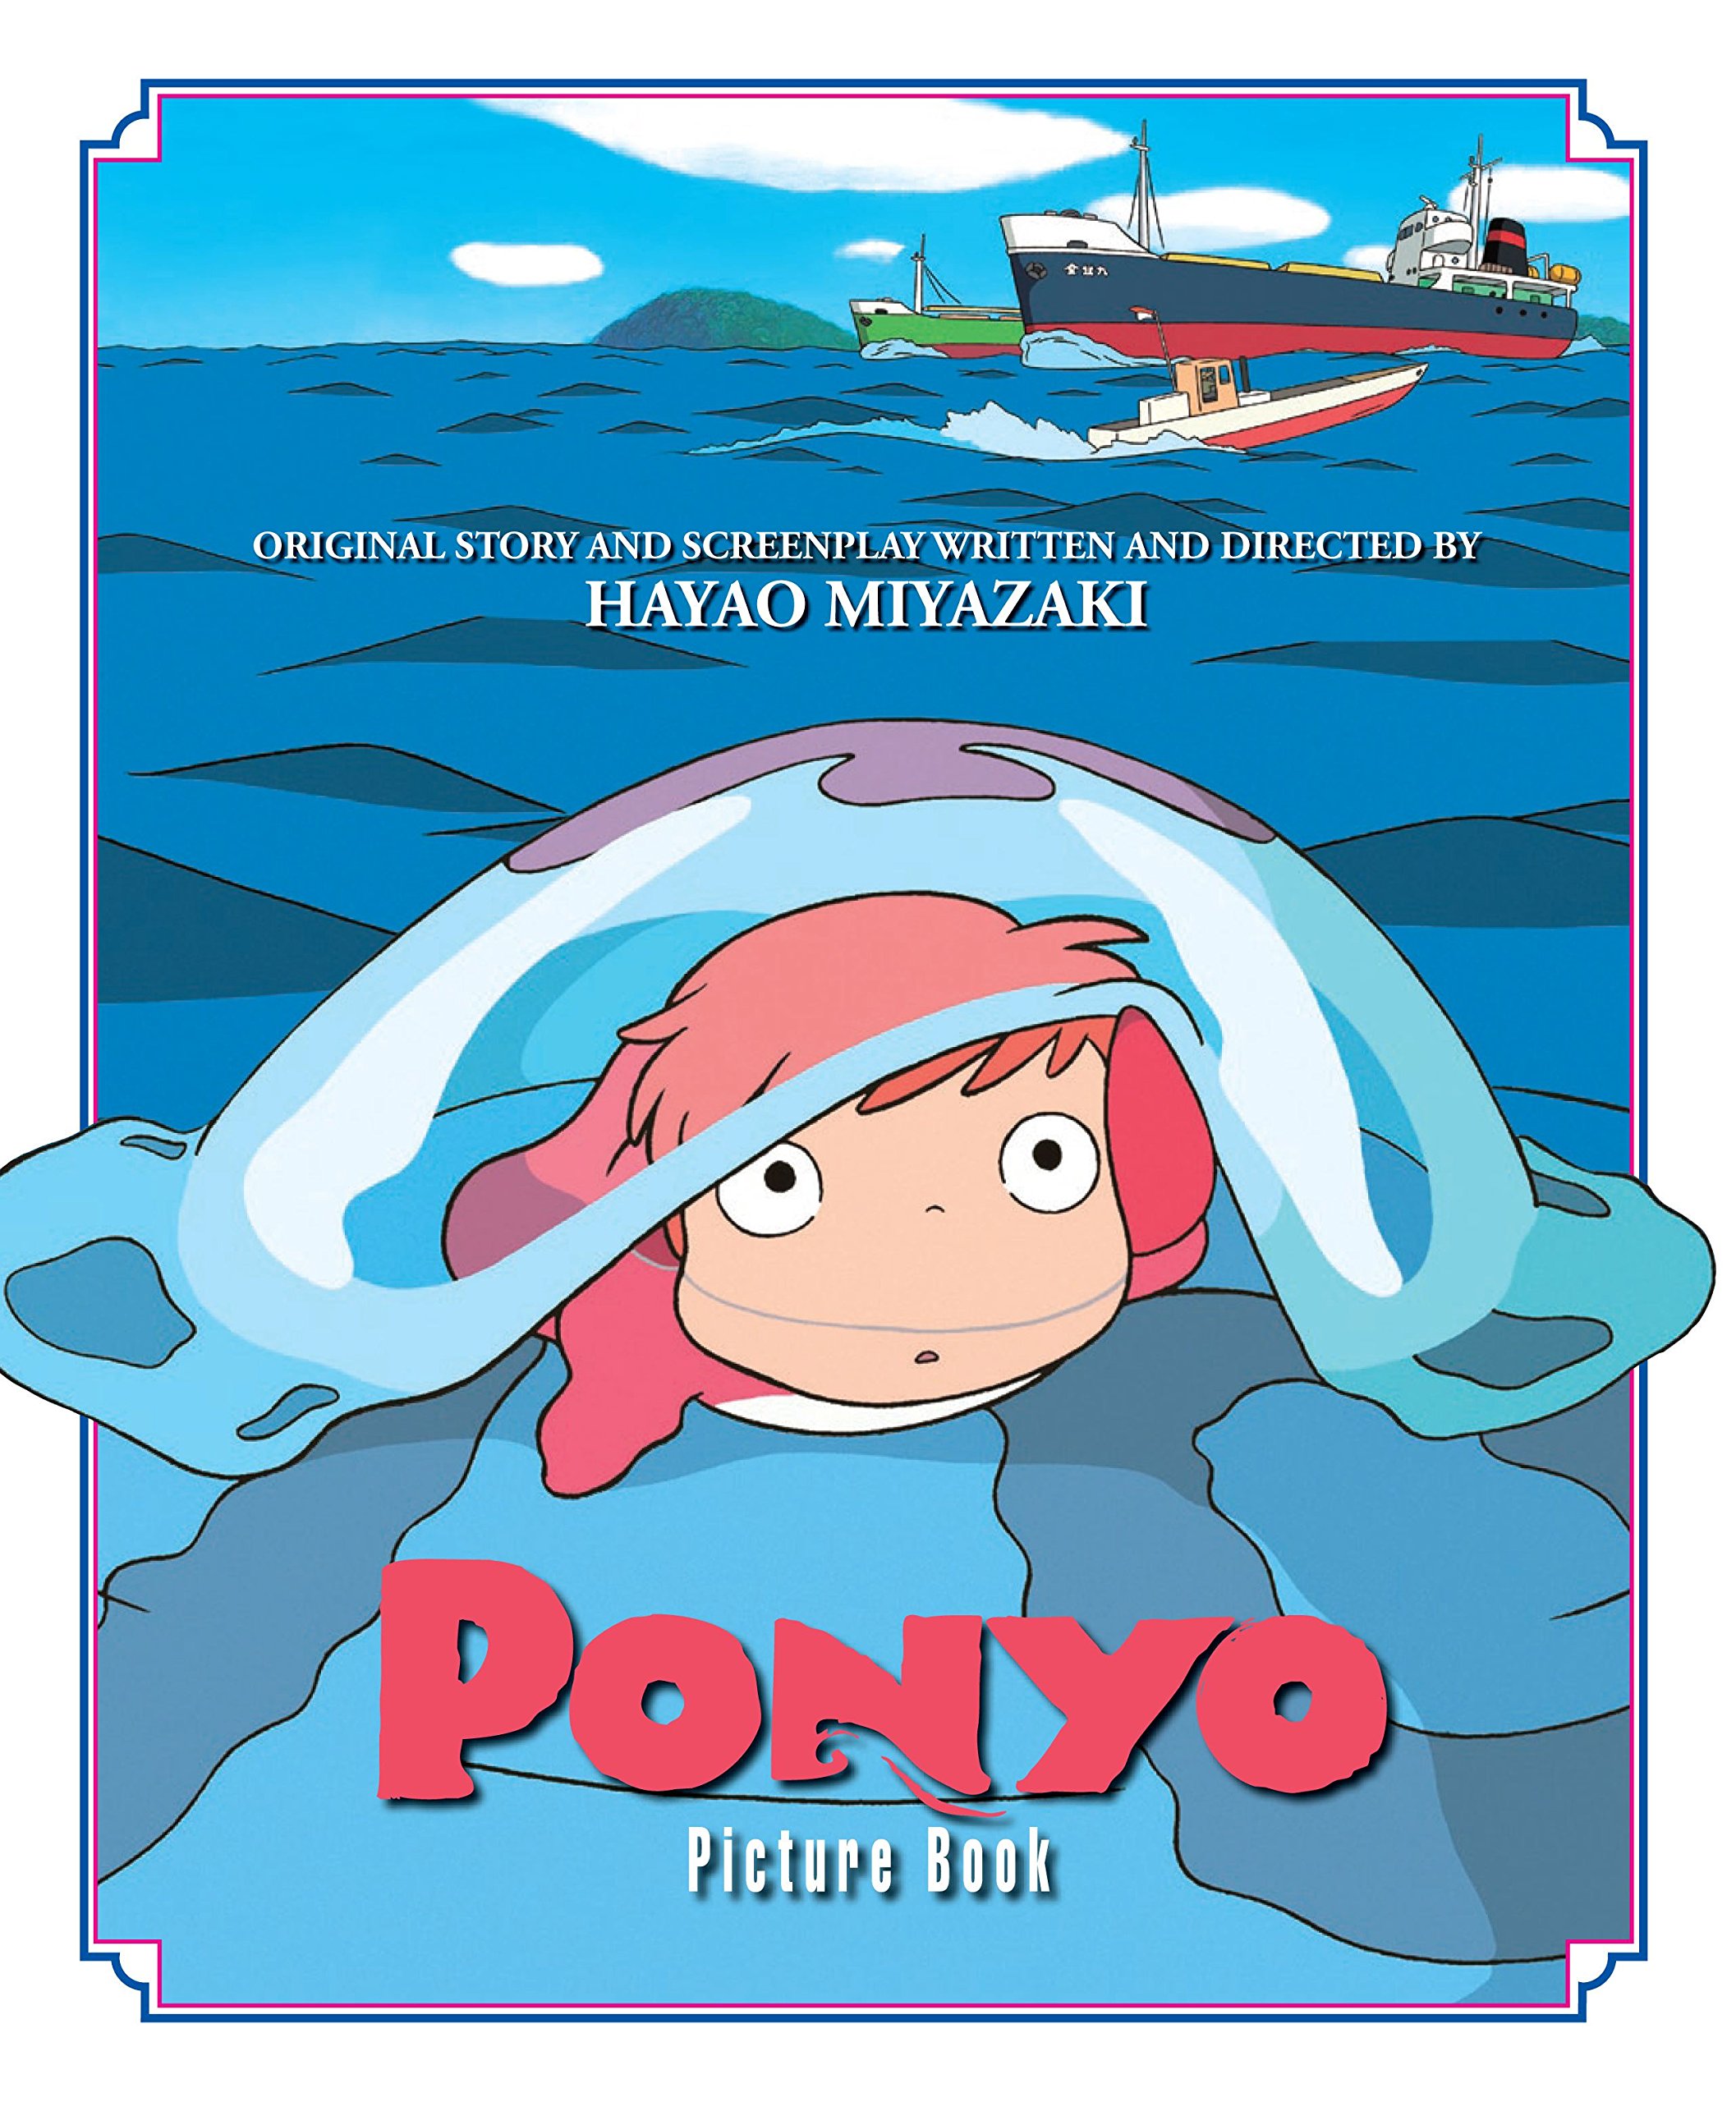 ORIGINAL STORY AND SCREENPLAY WRITTEN AND DIRECTED BY
HAYAO MIYAZAKI
PONYO
Picture Book